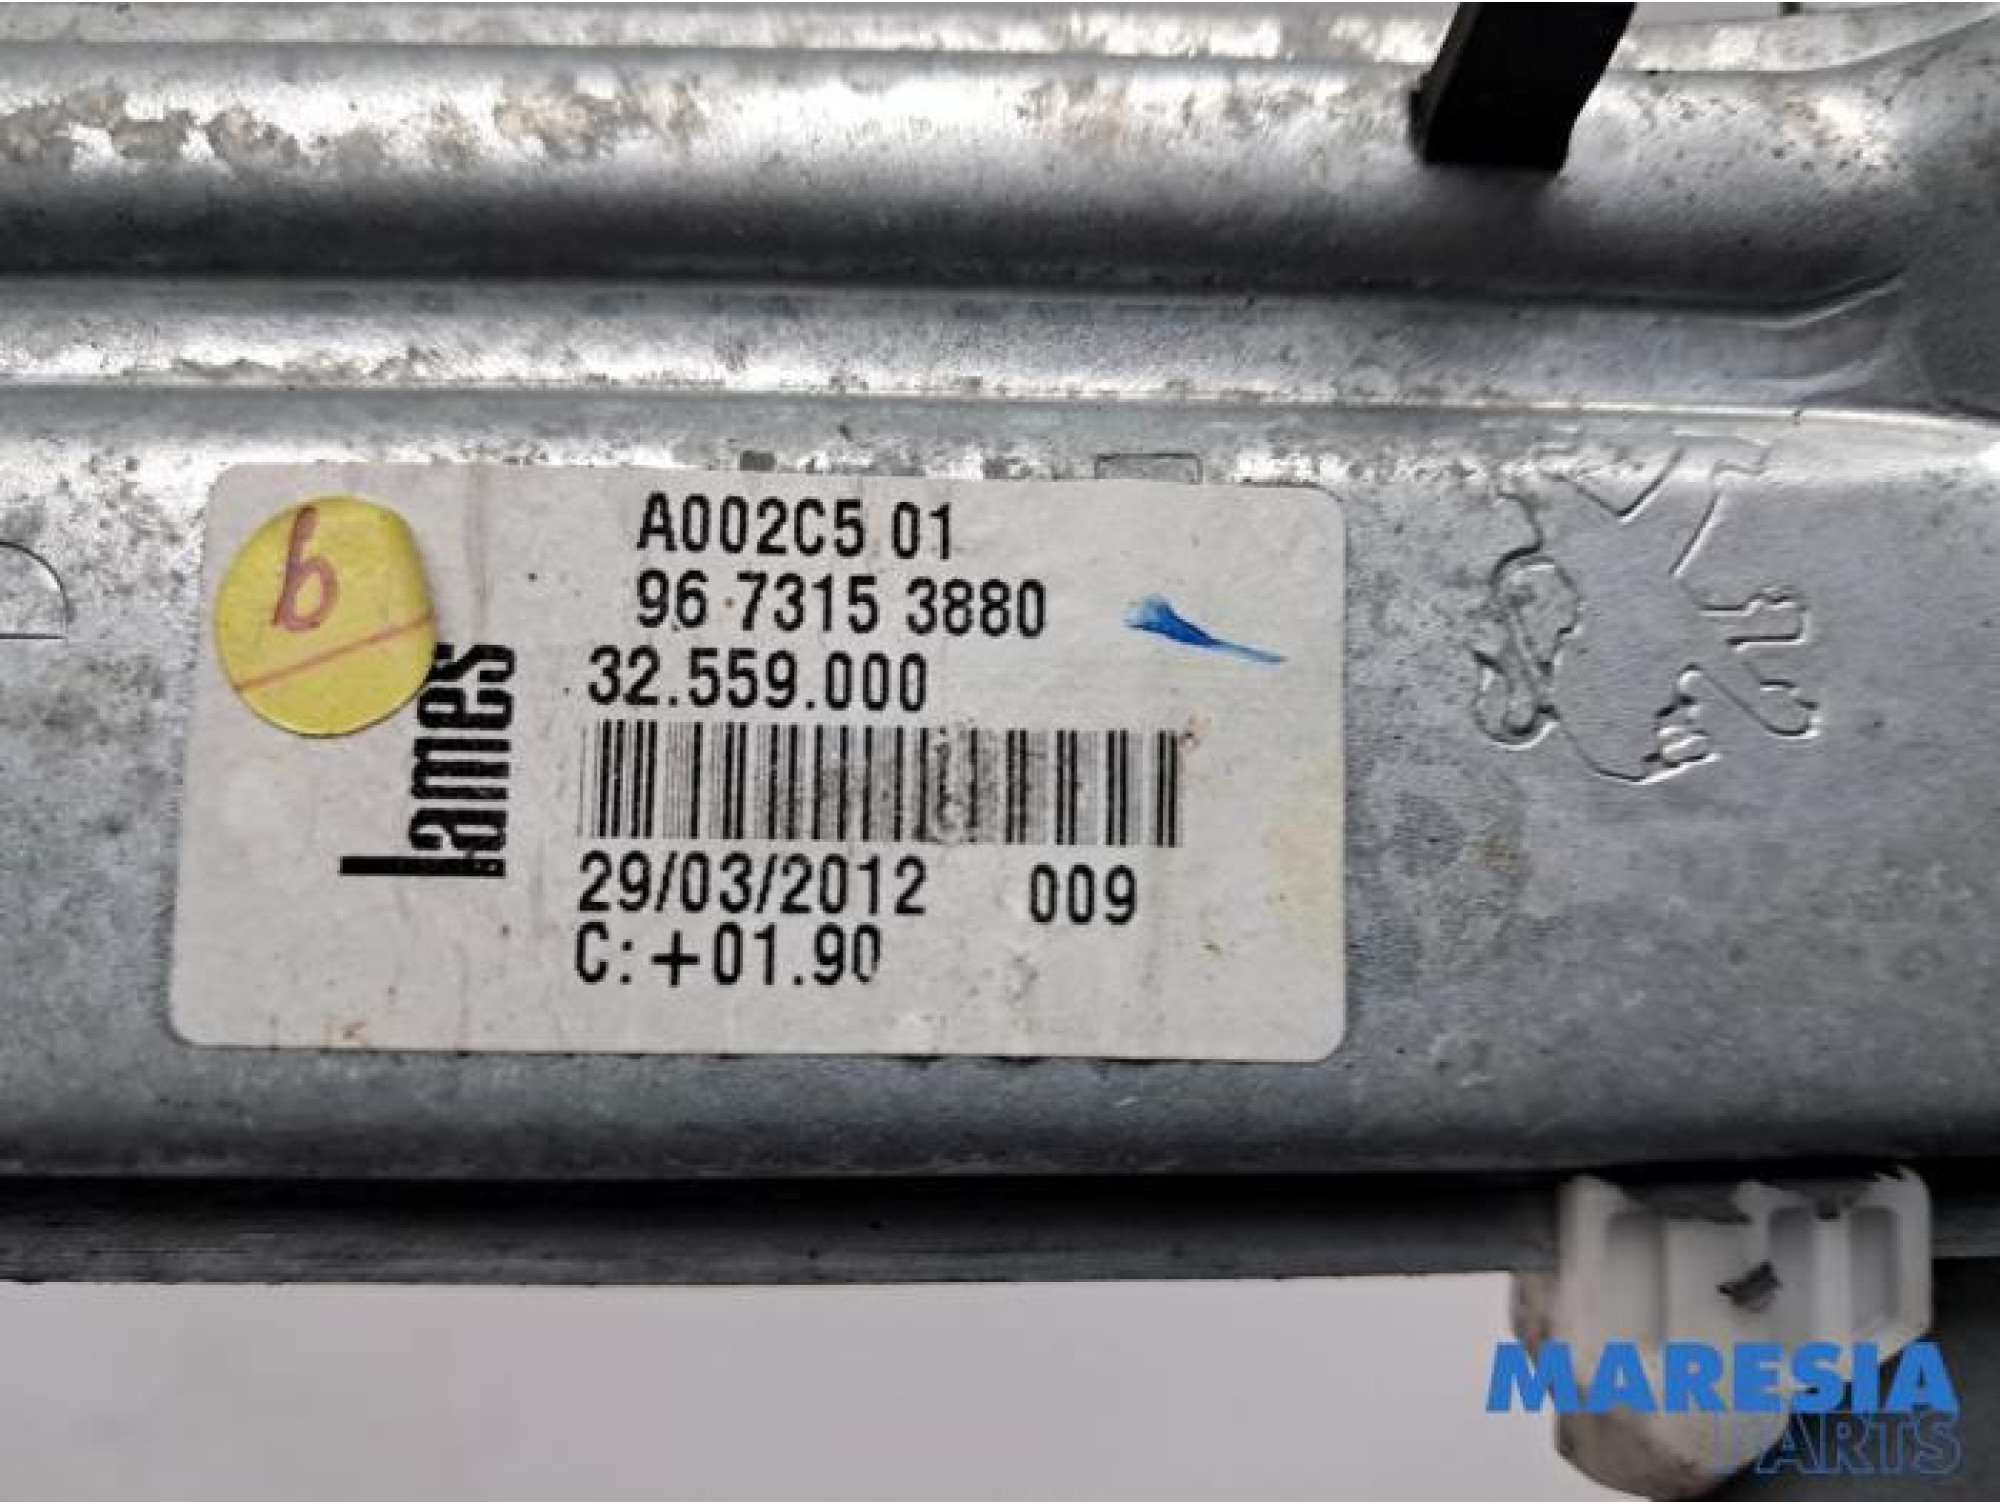 A002C5 01
96 7315 3880
32.559.000
29/03/2012 009
C:+01.90
lames
b
MARESIA
PARTS